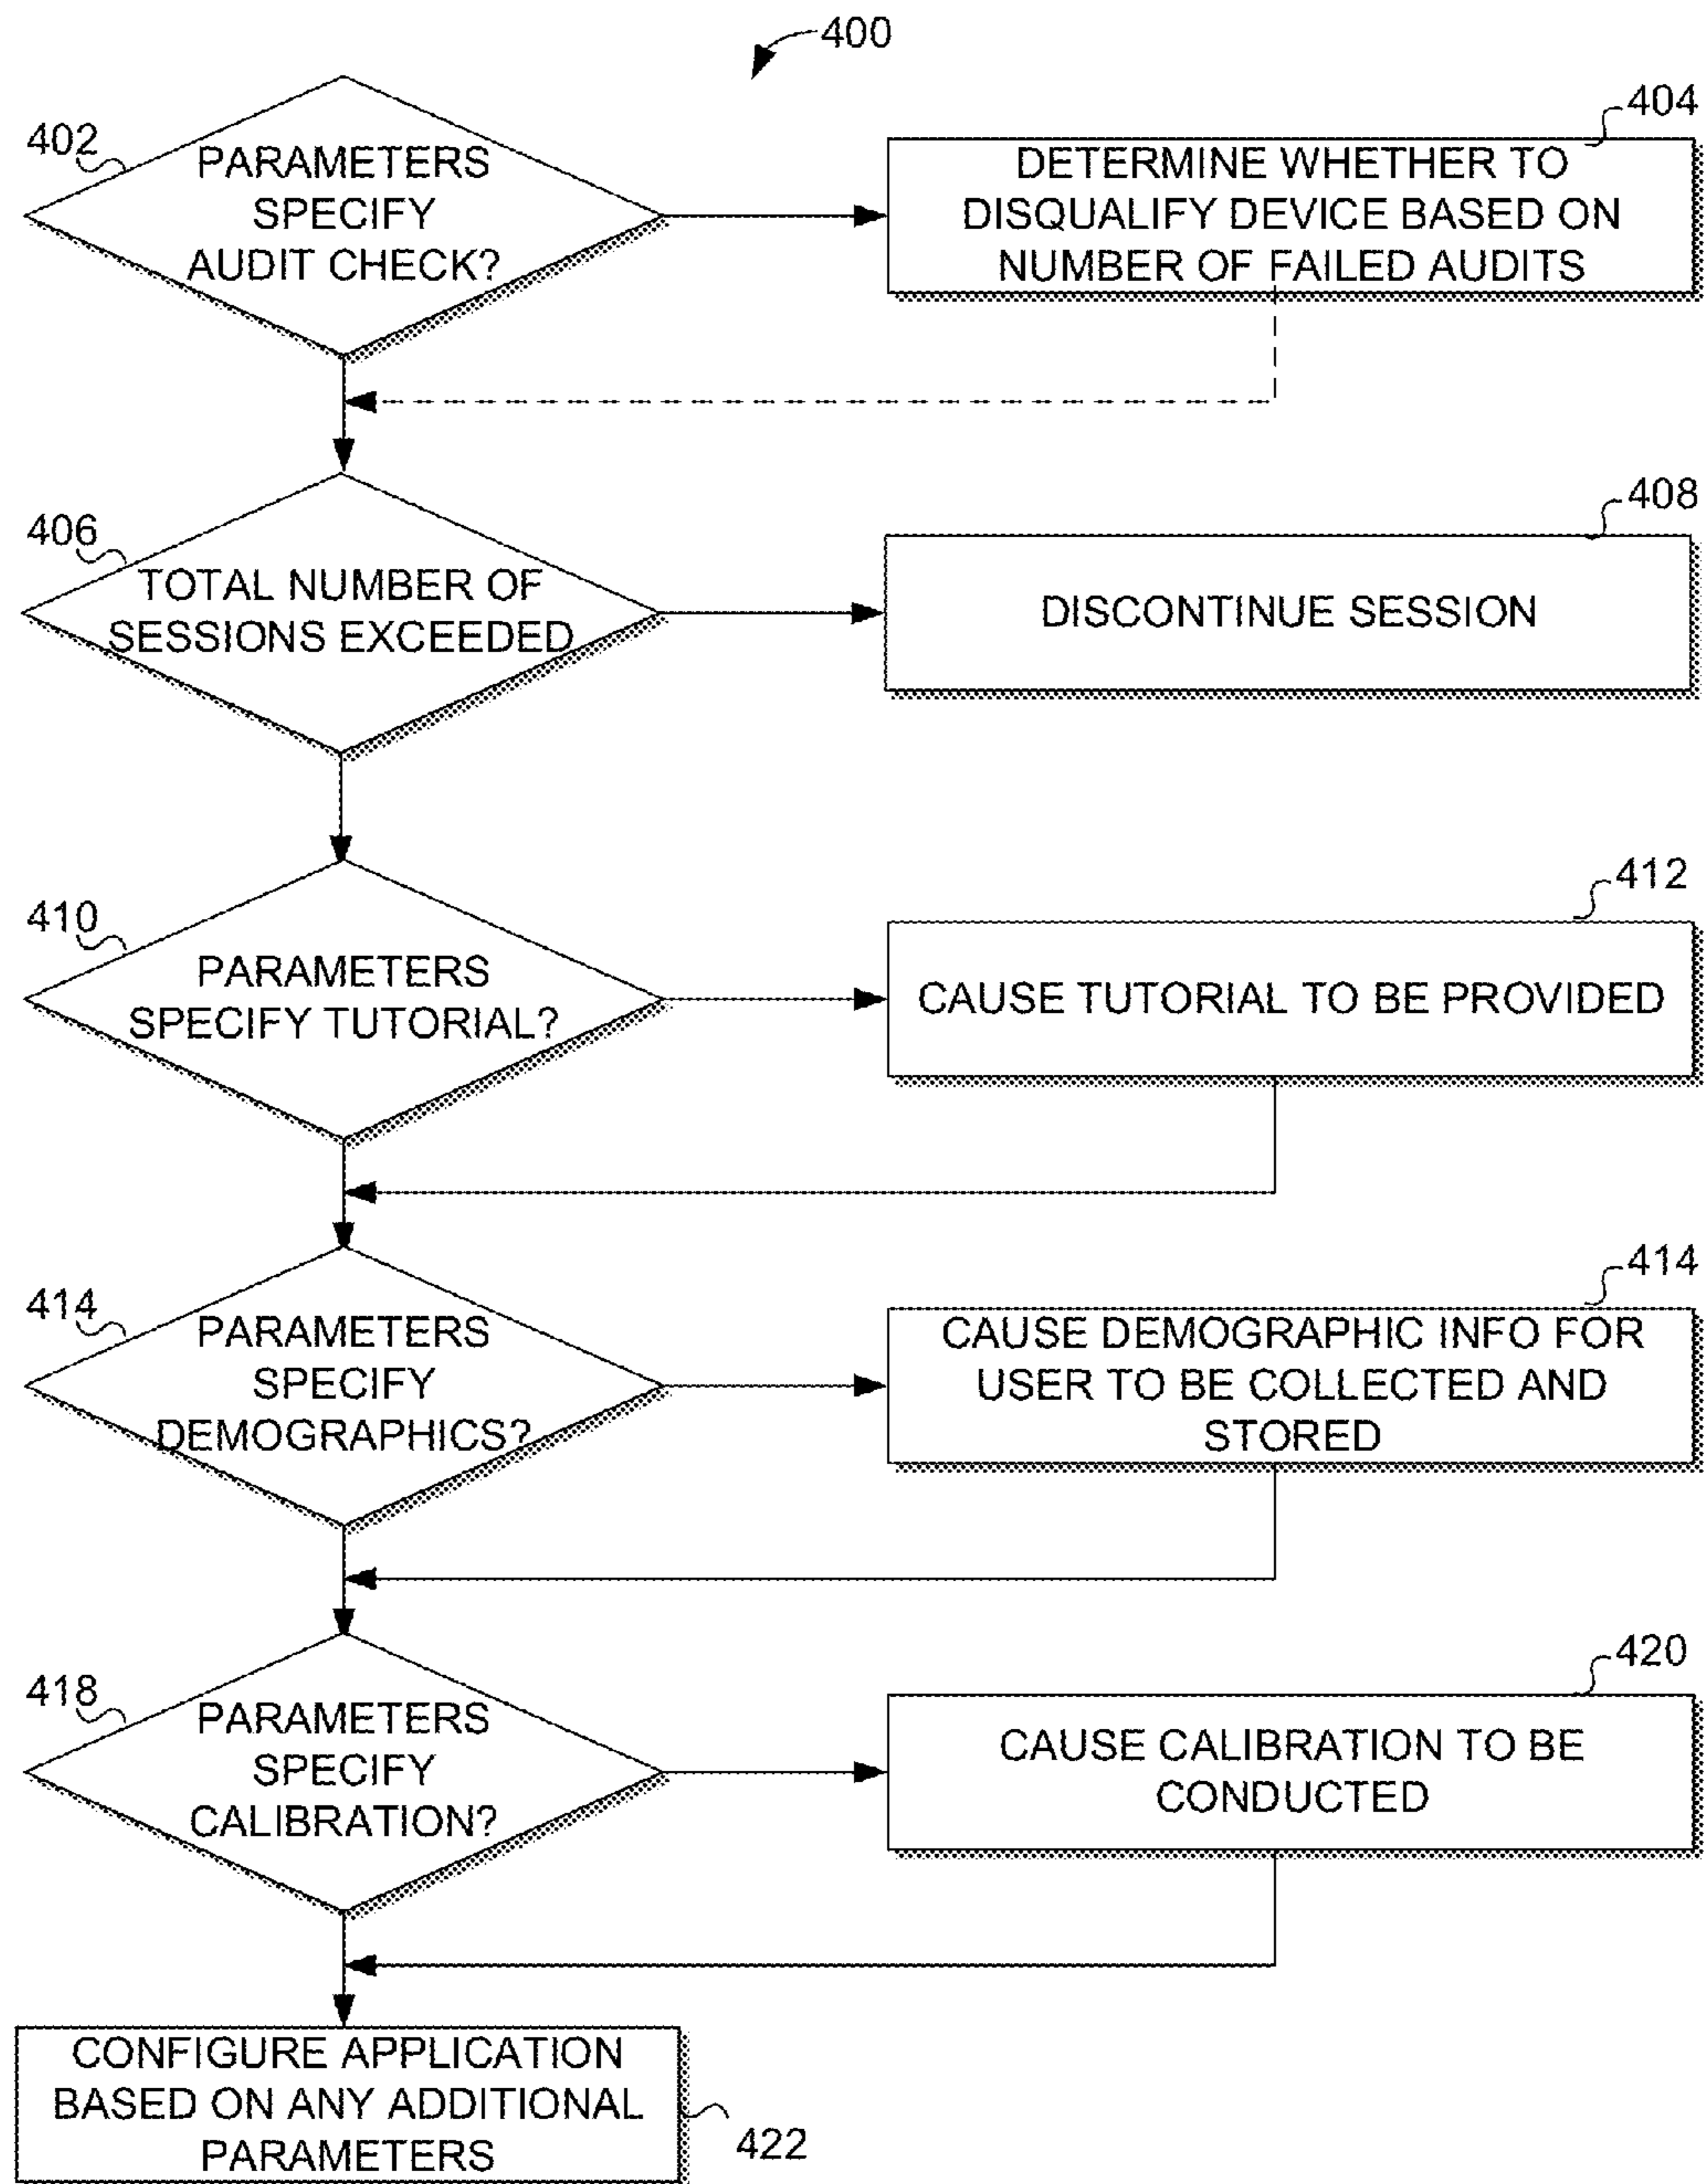 400
402
PARAMETERS
SPECIFY
AUDIT CHECK?
404
DETERMINE WHETHER TO
DISQUALIFY DEVICE BASED ON
NUMBER OF FAILED AUDITS
406
TOTAL NUMBER OF
SESSIONS EXCEEDED
408
DISCONTINUE SESSION
410
PARAMETERS
SPECIFY TUTORIAL?
412
CAUSE TUTORIAL TO BE PROVIDED
414
PARAMETERS
SPECIFY
DEMOGRAPHICS?
414
CAUSE DEMOGRAPHIC INFO FOR
USER TO BE COLLECTED AND
STORED
418
PARAMETERS
SPECIFY
CALIBRATION?
420
CAUSE CALIBRATION TO BE
CONDUCTED
CONFIGURE APPLICATION
BASED ON ANY ADDITIONAL
PARAMETERS
422